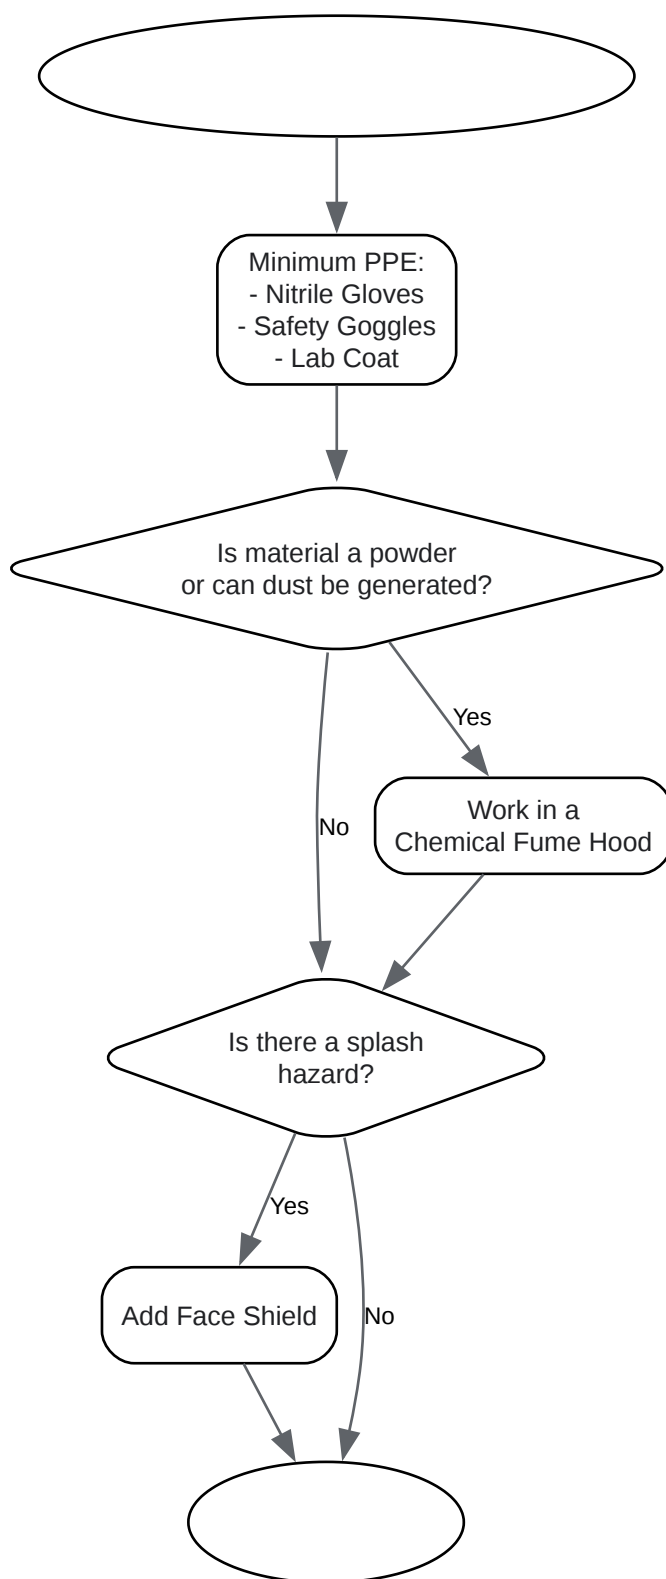 Minimum PPE:
- Nitrile Gloves
- Safety Goggles
- Lab Coat
Is material a powder
or can dust be generated?
Yes
Work in a
Chemical Fume Hood
No
Is there a splash
hazard?
Yes
Add Face Shield
No